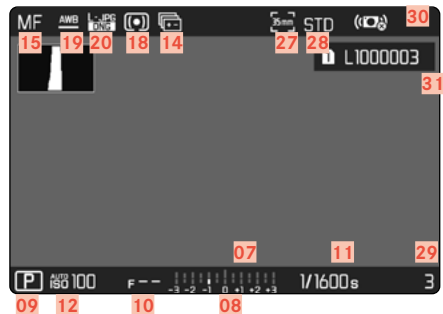 MF AWB L-JPG DNG 35mm STD 30
15 19 20 18 14 27 28
1 L1000003
31
07 11 29
P AUTO ISO 100 F-- -3 -2 -1 0 +1 +2 +3 1/1600s 3
09 12 10 08